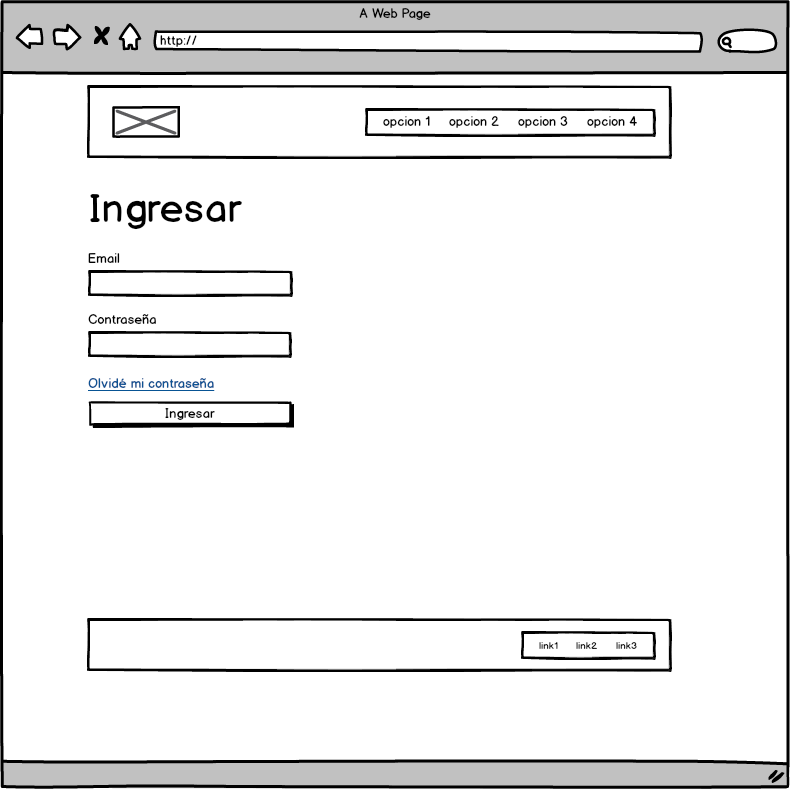 A Web Page
http://
opcion 1 opcion 2 opcion 3 opcion 4
Ingresar
Email
Contraseña
Olvidé mi contraseña
Ingresar
link1 link2 link3